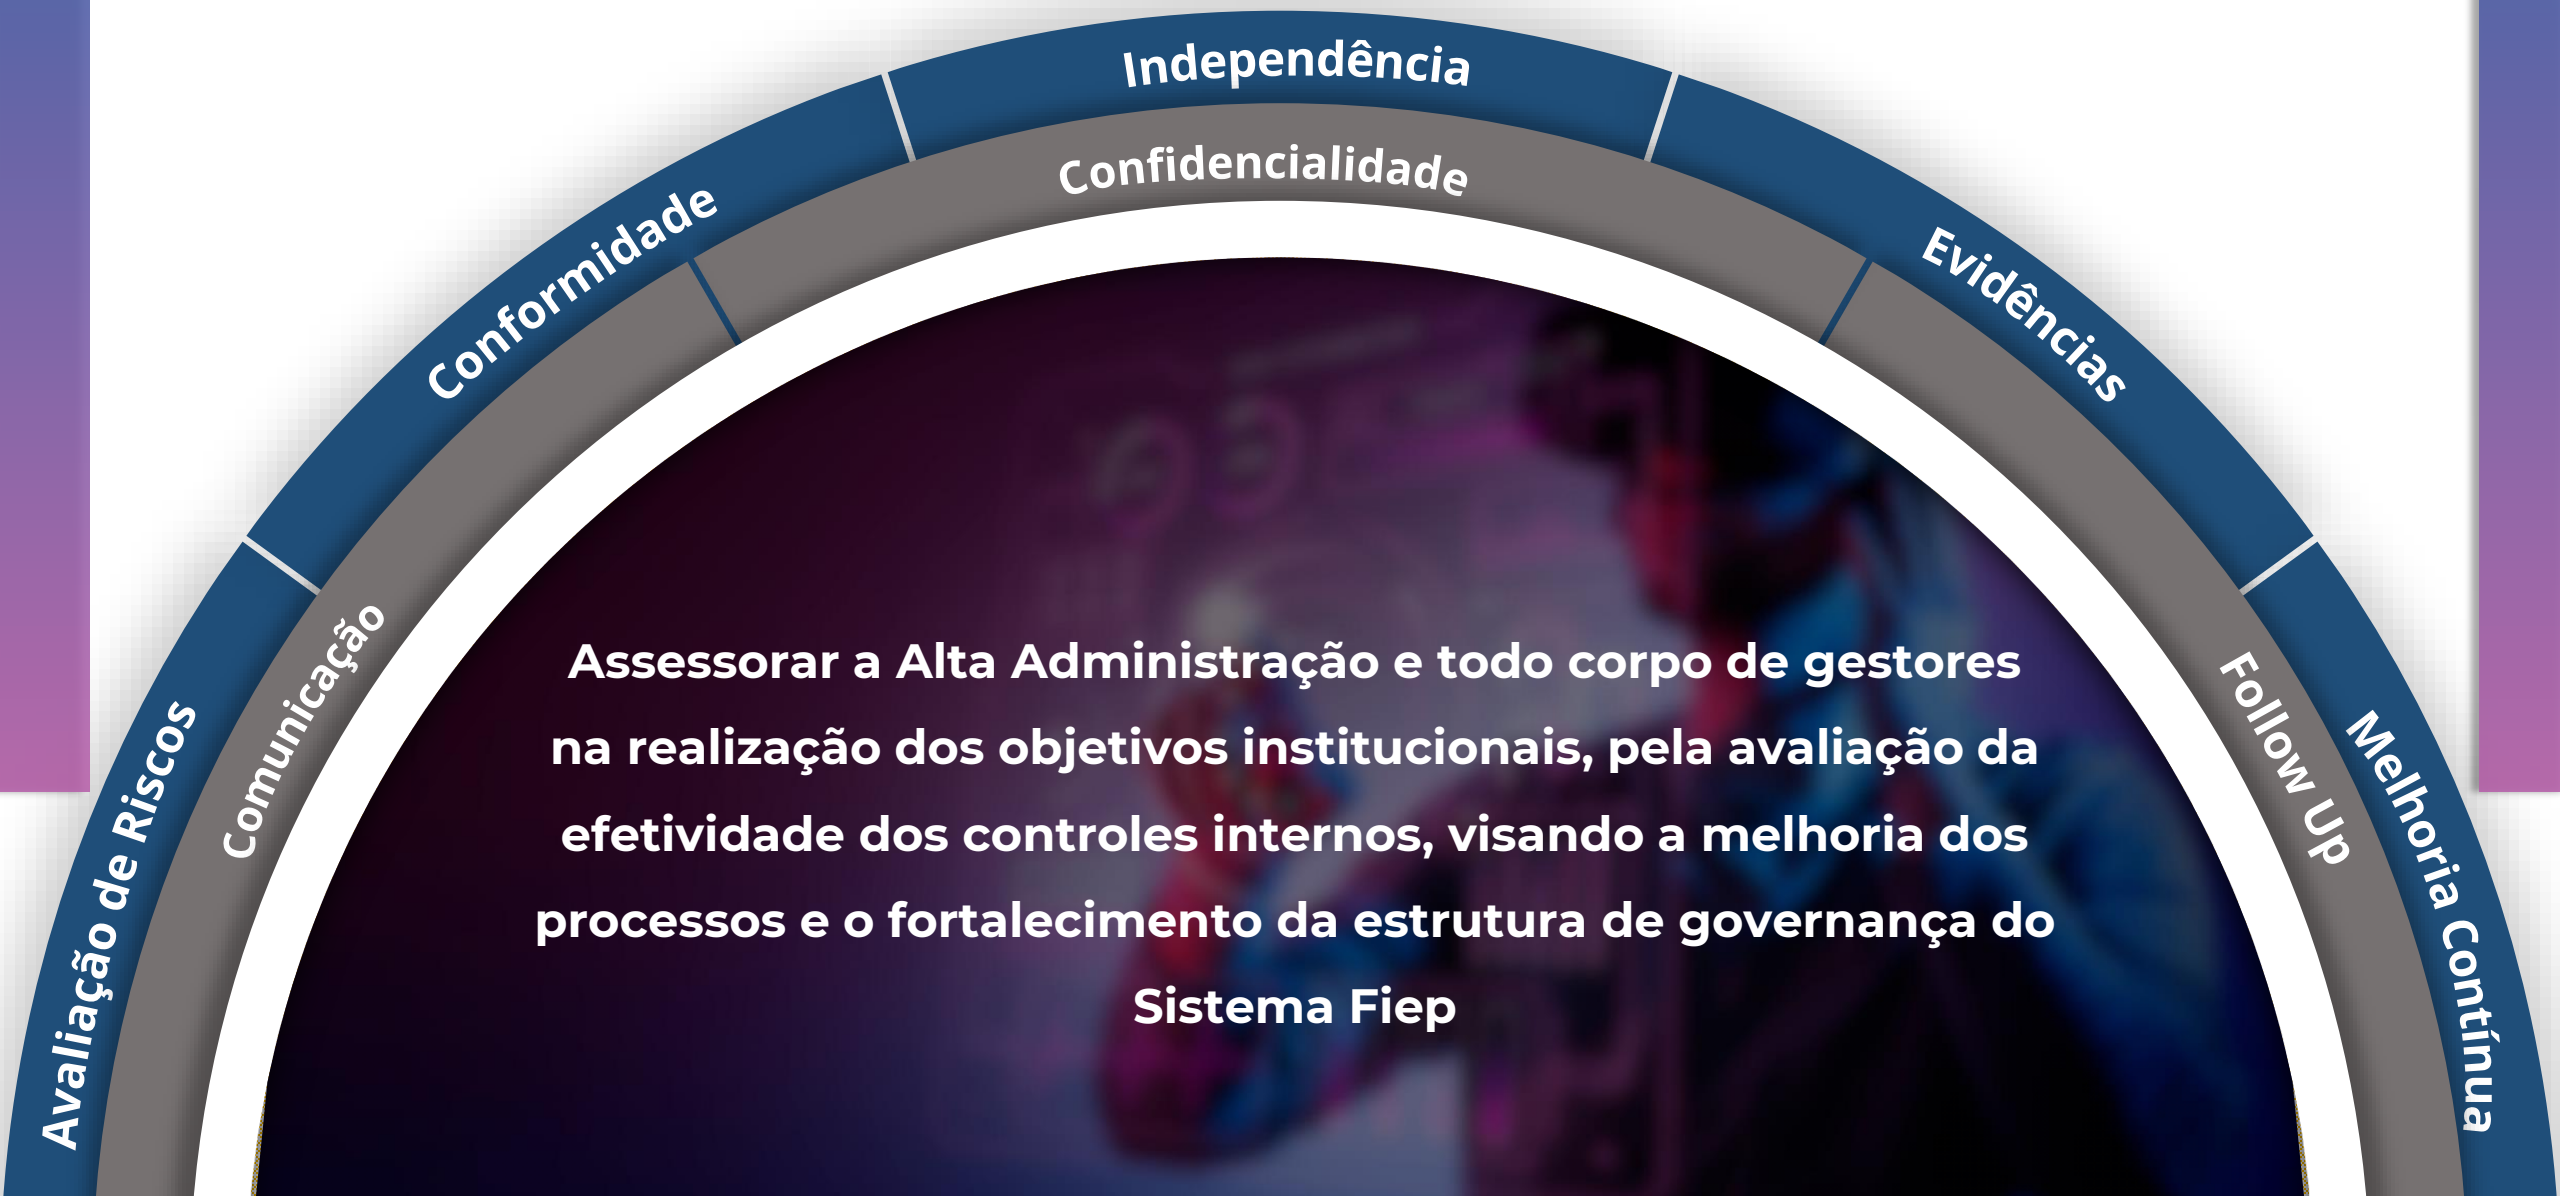 Independência
Confidencialidade
Conformidade
Evidências
Comunicação
Follow Up
Avaliação de Riscos
Melhoria Contínua
Assessorar a Alta Administração e todo corpo de gestores
na realização dos objetivos institucionais, pela avaliação da
efetividade dos controles internos, visando a melhoria dos
processos e o fortalecimento da estrutura de governança do
Sistema Fiep